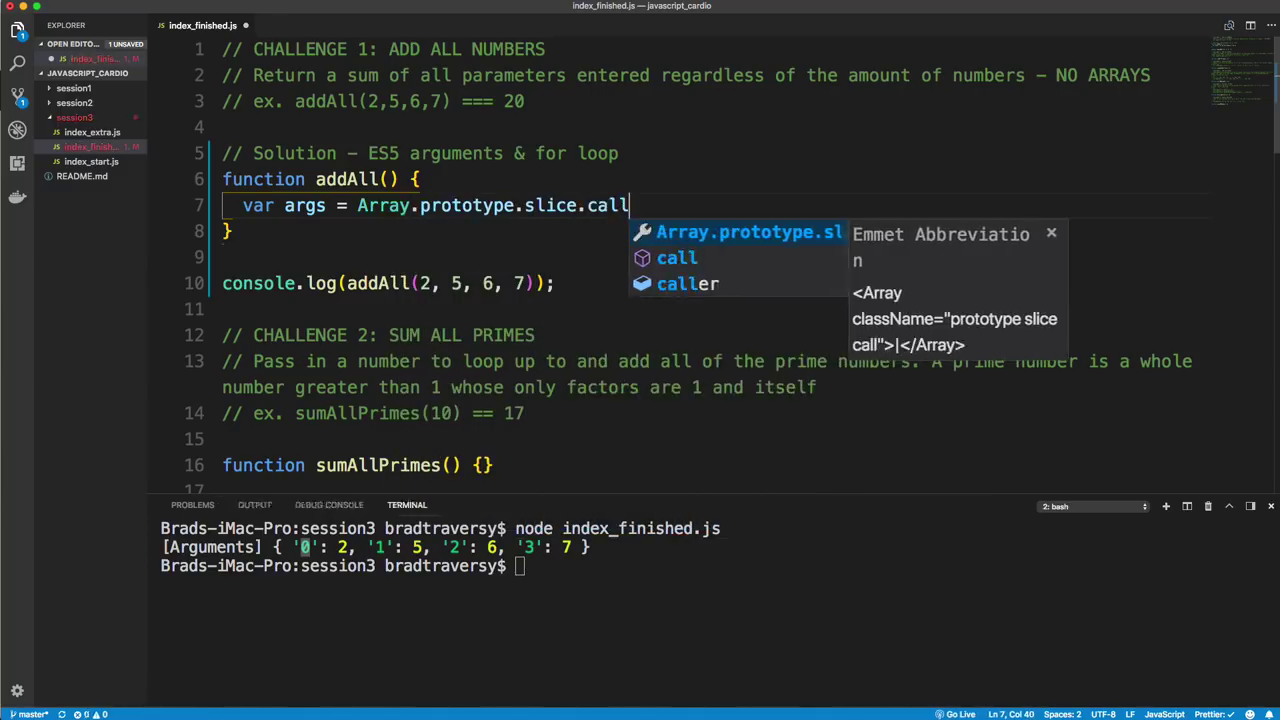 index_finished.js — javascript_cardio
EXPLORER
index_finished.js
OPEN EDITO...
1 UNSAVED
JS index_finis... 1, M
JAVASCRIPT_CARDIO
session1
session2
session3
JS index_extra.js
JS index_finish... 1, M
JS index_start.js
README.md
1 // CHALLENGE 1: ADD ALL NUMBERS
2 // Return a sum of all parameters entered regardless of the amount of numbers – NO ARRAYS
3 // ex. addAll(2,5,6,7) === 20
4
5 // Solution – ES5 arguments & for loop
6 function addAll() {
7 var args = Array.prototype.slice.call
8 }
9
10 console.log(addAll(2, 5, 6, 7));
11
12 // CHALLENGE 2: SUM ALL PRIMES
13 // Pass in a number to loop up to and add all of the prime numbers. A prime number is a whole
number greater than 1 whose only factors are 1 and itself
14 // ex. sumAllPrimes(10) == 17
15
16 function sumAllPrimes() {}
17
Array.prototype.sl
call
caller
Emmet Abbreviatio
n
<Array
className="prototype slice
call">|</Array>
PROBLEMS OUTPUT DEBUG CONSOLE TERMINAL
2: bash
Brads-iMac-Pro:session3 bradtraversy$ node index_finished.js
[Arguments] { '0': 2, '1': 5, '2': 6, '3': 7 }
Brads-iMac-Pro:session3 bradtraversy$
master* 0 0
Go Live Ln 7, Col 40 Spaces: 2 UTF-8 LF JavaScript Prettier: ✓